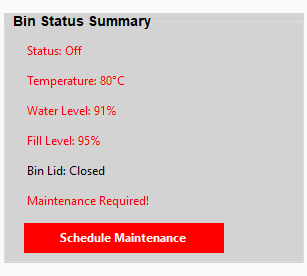 Bin Status Summary
Status: Off
Temperature: 80°C
Water Level: 91%
Fill Level: 95%
Bin Lid: Closed
Maintenance Required!
Schedule Maintenance